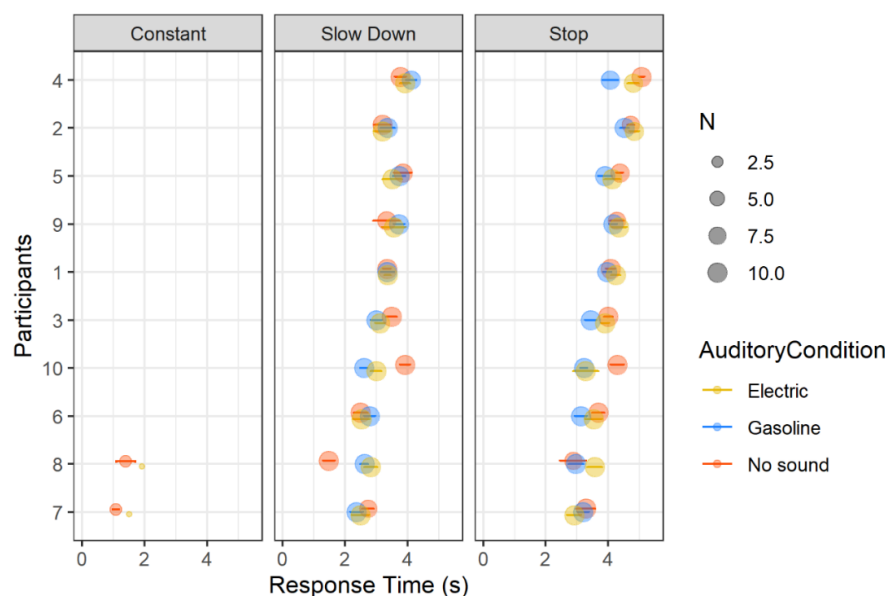 Constant Slow Down Stop
Participants
4
2
5
9
1
3
10
6
8
7
0 2 4 0 2 4 0 2 4
Response Time (s)
N
2.5
5.0
7.5
10.0
AuditoryCondition
Electric
Gasoline
No sound